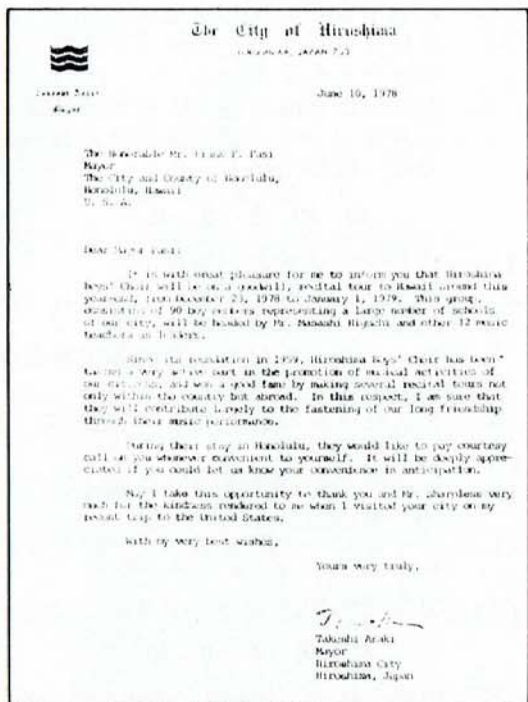 The City of Hiroshima
HIROSHIMA, JAPAN
Takeshi Araki
Mayor
June 10, 1978
The Honorable Mr. Frank F. Fasi
Mayor
The City and County of Honolulu,
Honolulu, Hawaii
U. S. A.
Dear Mayor Fasi:
It is with great pleasure for me to inform you that Hiroshima
Boys' Choir will be on a goodwill, recital tour to Hawaii around this
year-end, from December 23, 1978 to January 1, 1979. This group,
consisting of 90 boy members representing a large number of schools
of our city, will be headed by Mr. Masashi Higuchi and other 12 music
teachers as leaders.
Since its foundation in 1959, Hiroshima Boys' Choir has been
taking a very active part in the promotion of musical activities of
our citizens, and won a good fame by making several recital tours not
only within the country but abroad. In this respect, I am sure that
they will contribute largely to the fastening of our long friendship
through their music performance.
During their stay in Honolulu, they would like to pay courtesy
call on you whenever convenient to yourself. It will be deeply appre-
ciated if you could let us know your convenience in anticipation.
May I take this opportunity to thank you and Mr. Sharpless very
much for the kindness rendered to me when I visited your city on my
recent trip to the United States.
With my very best wishes,
Yours very truly,
Takeshi Araki
Mayor
Hiroshima City
Hiroshima, Japan